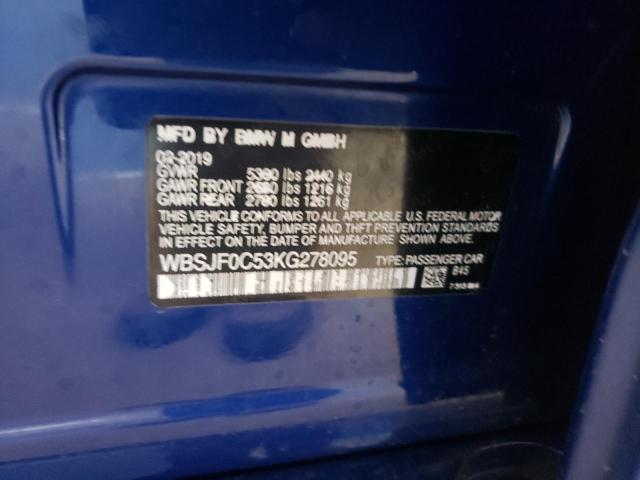 MFD BY BMW M GMBH
03-2019
GVWR 5380 lbs 2440 kg
GAWR FRONT 2680 lbs 1216 kg
GAWR REAR 2780 lbs 1261 kg
THIS VEHICLE CONFORMS TO ALL APPLICABLE U.S. FEDERAL MOTOR
VEHICLE SAFETY, BUMPER, AND THEFT PREVENTION STANDARDS
IN EFFECT ON THE DATE OF MANUFACTURE SHOWN ABOVE.
WBSJF0C53KG278095 TYPE: PASSENGER CAR
B45